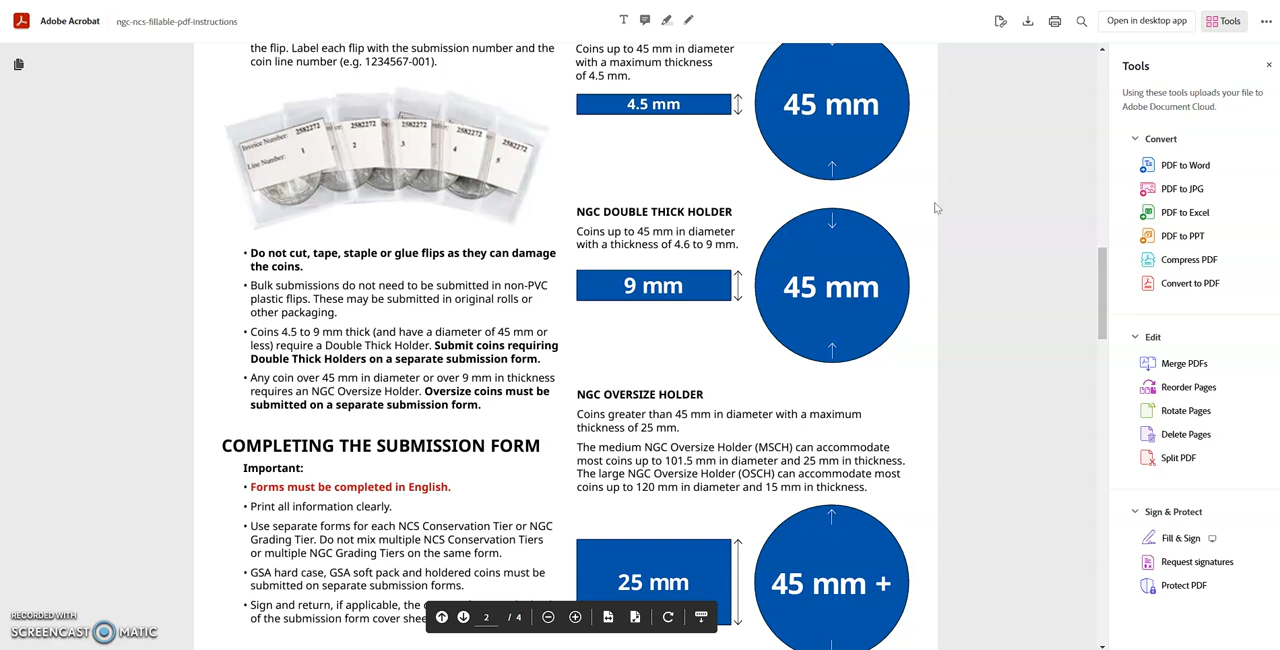 Adobe Acrobat
ngc-ncs-fillable-pdf-instructions
Open in desktop app
Tools
the flip. Label each flip with the submission number and the
coin line number (e.g. 1234567-001).
Invoice Number: 2582272
Line Number: 1
2582272
2
2582272
3
2582272
4
2582272
5
• Do not cut, tape, staple or glue flips as they can damage
the coins.
• Bulk submissions do not need to be submitted in non-PVC
plastic flips. These may be submitted in original rolls or
other packaging.
• Coins 4.5 to 9 mm thick (and have a diameter of 45 mm or
less) require a Double Thick Holder. Submit coins requiring
Double Thick Holders on a separate submission form.
• Any coin over 45 mm in diameter or over 9 mm in thickness
requires an NGC Oversize Holder. Oversize coins must be
submitted on a separate submission form.
COMPLETING THE SUBMISSION FORM
Important:
• Forms must be completed in English.
• Print all information clearly.
• Use separate forms for each NCS Conservation Tier or NGC
Grading Tier. Do not mix multiple NCS Conservation Tiers
or multiple NGC Grading Tiers on the same form.
• GSA hard case, GSA soft pack and holdered coins must be
submitted on separate submission forms.
• Sign and return, if applicable, the
of the submission form cover
Coins up to 45 mm in diameter
with a maximum thickness
of 4.5 mm.
4.5 mm
45 mm
NGC DOUBLE THICK HOLDER
Coins up to 45 mm in diameter
with a thickness of 4.6 to 9 mm.
9 mm
45 mm
NGC OVERSIZE HOLDER
Coins greater than 45 mm in diameter with a maximum
thickness of 25 mm.
The medium NGC Oversize Holder (MSCH) can accommodate
most coins up to 101.5 mm in diameter and 25 mm in thickness.
The large NGC Oversize Holder (OSCH) can accommodate most
coins up to 120 mm in diameter and 15 mm in thickness.
25 mm
45 mm +
2 / 4
Tools
Using these tools uploads your file to
Adobe Document Cloud.
Convert
PDF to Word
PDF to JPG
PDF to Excel
PDF to PPT
Compress PDF
Convert to PDF
Edit
Merge PDFs
Reorder Pages
Rotate Pages
Delete Pages
Split PDF
Sign & Protect
Fill & Sign
Request signatures
Protect PDF
RECORDED WITH
SCREENCAST MATIC